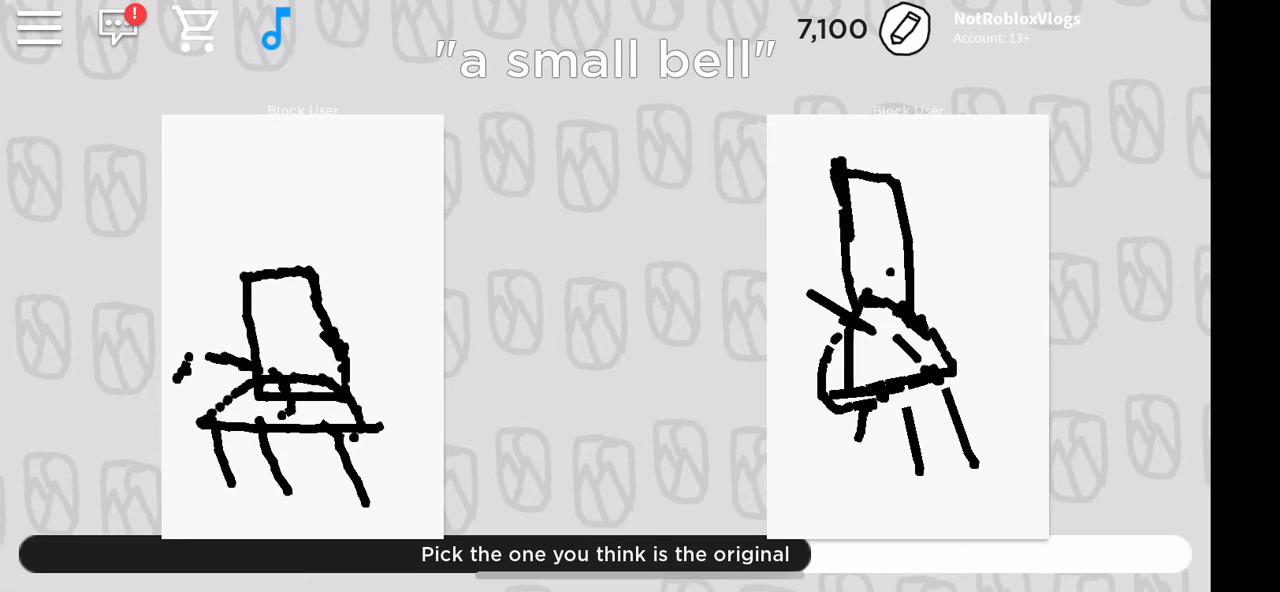 !
7,100
NotRobloxVlogs
Account: 13+
"a small bell"
Block User
Block User
Pick the one you think is the original